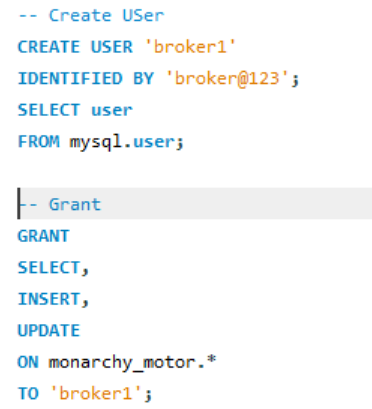 -- Create USer
CREATE USER 'broker1'
IDENTIFIED BY 'broker@123';
SELECT user
FROM mysql.user;
-- Grant
GRANT
SELECT,
INSERT,
UPDATE
ON monarchy_motor.*
TO 'broker1';